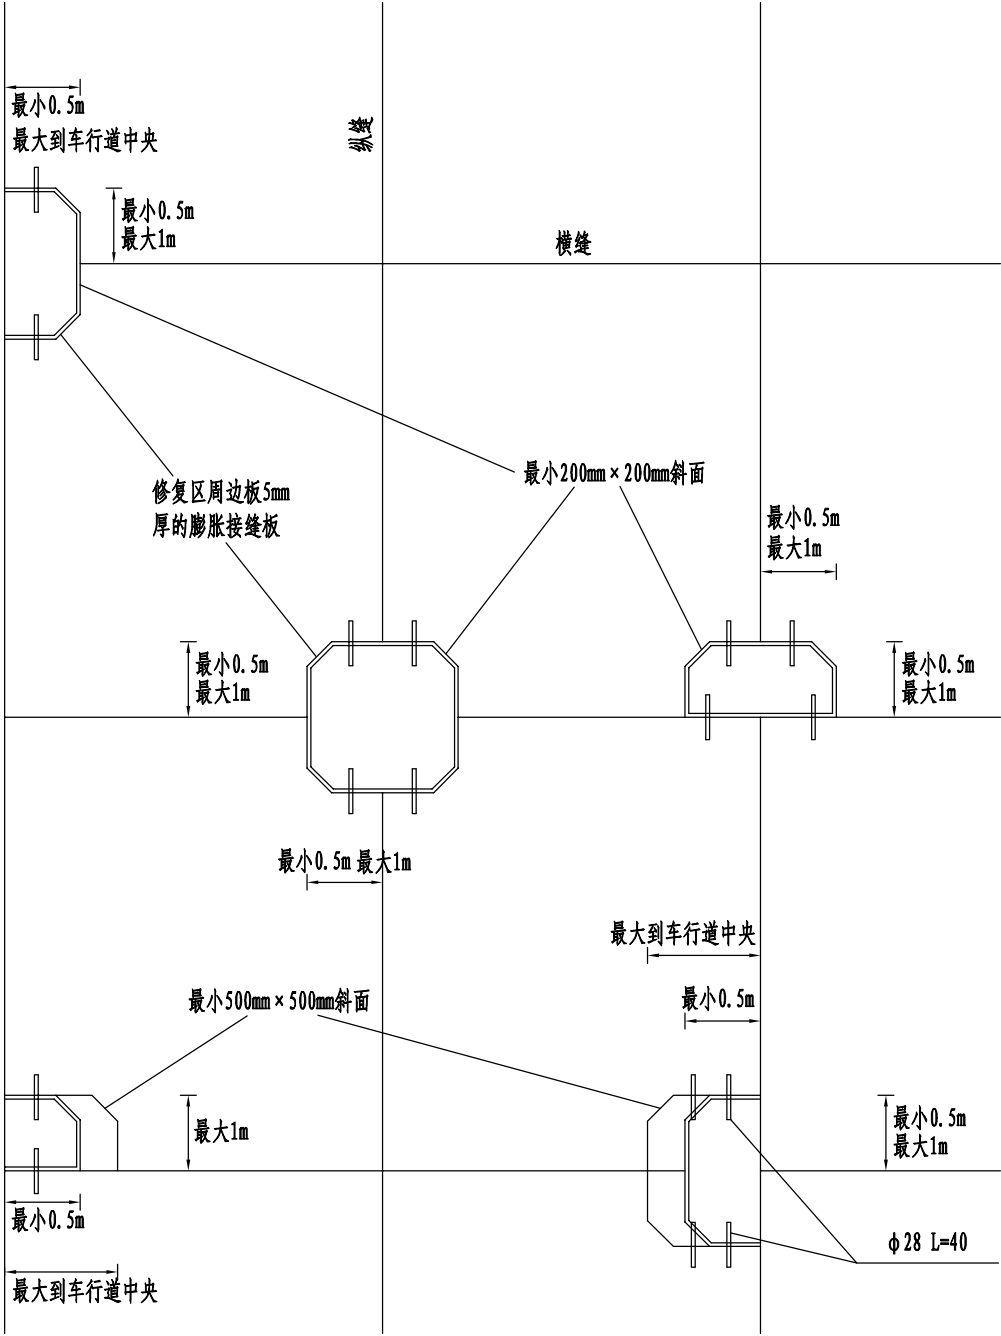 最小0.5m
最大到车行道中央
纵缝
最小0.5m
最大1m
横缝
最小200mm×200mm斜面
修复区周边板5mm
厚的膨胀接缝板
最小0.5m
最大1m
最小0.5m
最大1m
最小0.5m
最大1m
最小0.5m 最大1m
最大到车行道中央
最小500mm×500mm斜面
最小0.5m
最大1m
最小0.5m
最大1m
最小0.5m
ф28 L=40
最大到车行道中央